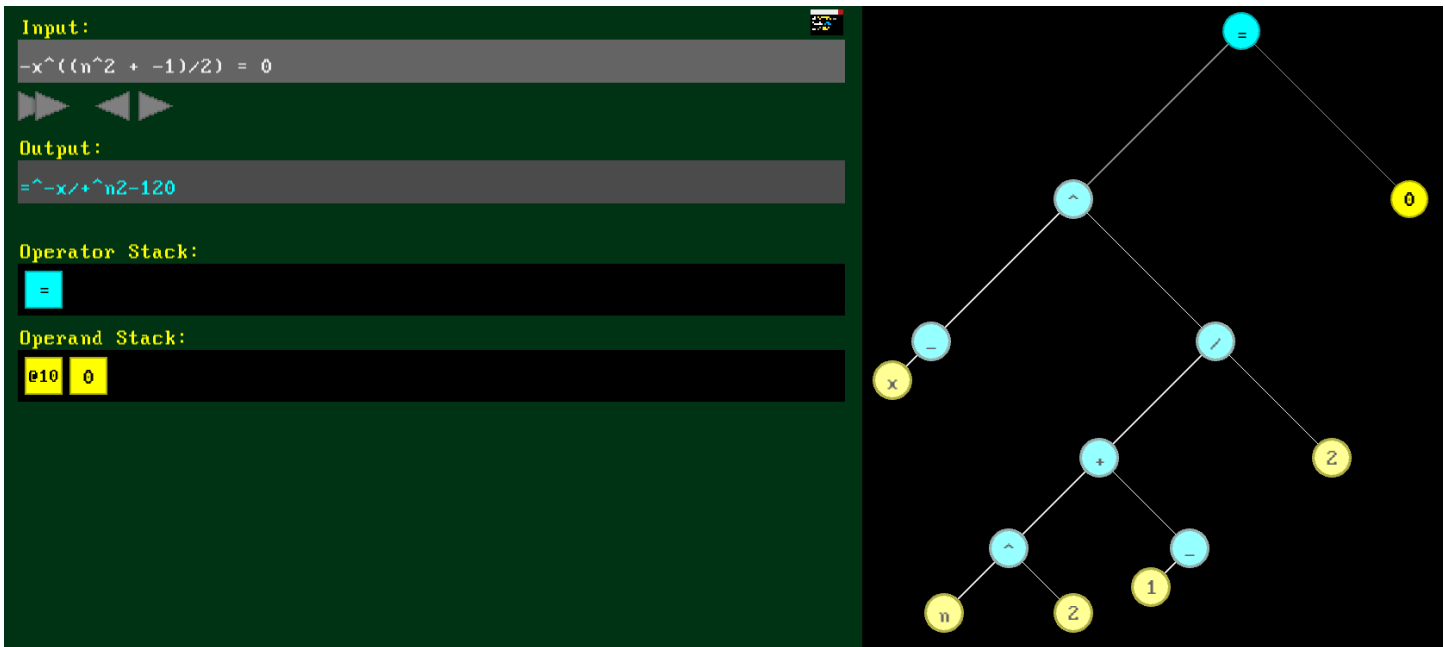 Input:
-x^((n^2 + -1)/2) = 0
Output:
=^-x/+^n2-120
Operator Stack:
=
Operand Stack:
@10 0
=
^ 0
- /
x
+ 2
^ -
1
n 2